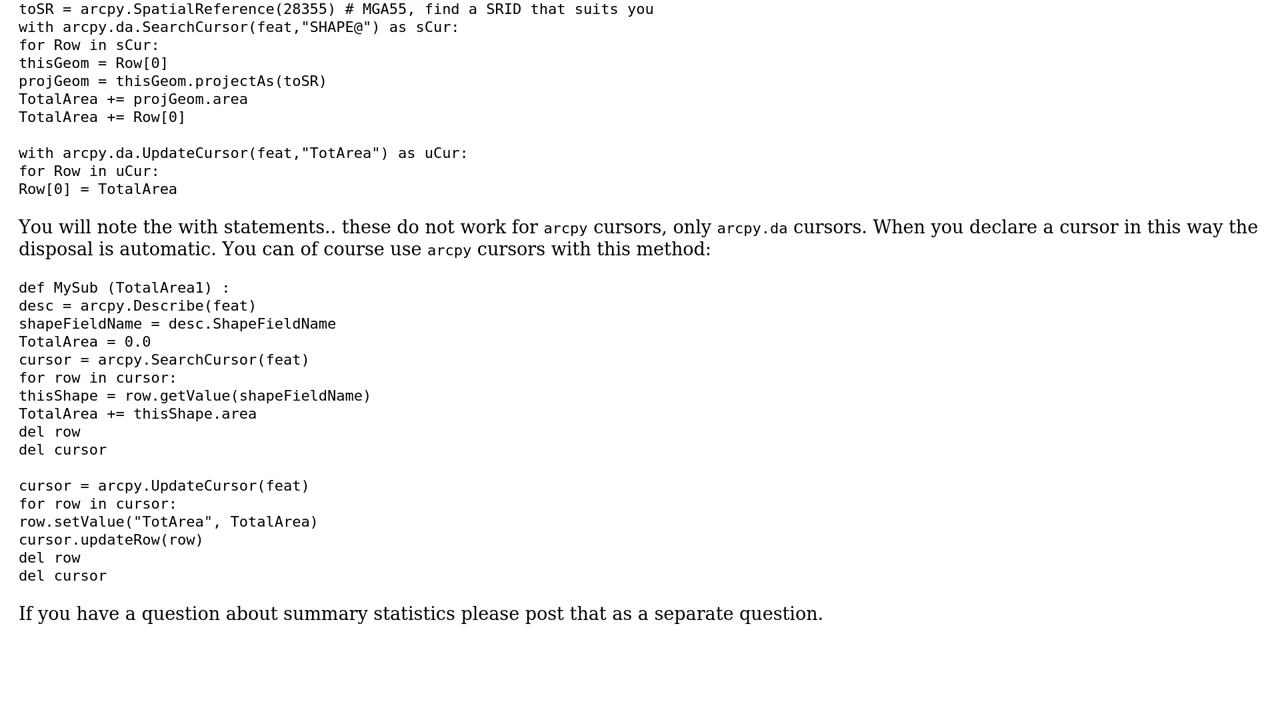 toSR = arcpy.SpatialReference(28355) # MGA55, find a SRID that suits you
with arcpy.da.SearchCursor(feat,"SHAPE@") as sCur:
for Row in sCur:
thisGeom = Row[0]
projGeom = thisGeom.projectAs(toSR)
TotalArea += projGeom.area
TotalArea += Row[0]

with arcpy.da.UpdateCursor(feat,"TotArea") as uCur:
for Row in uCur:
Row[0] = TotalArea

You will note the with statements.. these do not work for arcpy cursors, only arcpy.da cursors. When you declare a cursor in this way the
disposal is automatic. You can of course use arcpy cursors with this method:

def MySub (TotalArea1) :
desc = arcpy.Describe(feat)
shapeFieldName = desc.ShapeFieldName
TotalArea = 0.0
cursor = arcpy.SearchCursor(feat)
for row in cursor:
thisShape = row.getValue(shapeFieldName)
TotalArea += thisShape.area
del row
del cursor

cursor = arcpy.UpdateCursor(feat)
for row in cursor:
row.setValue("TotArea", TotalArea)
cursor.updateRow(row)
del row
del cursor

If you have a question about summary statistics please post that as a separate question.